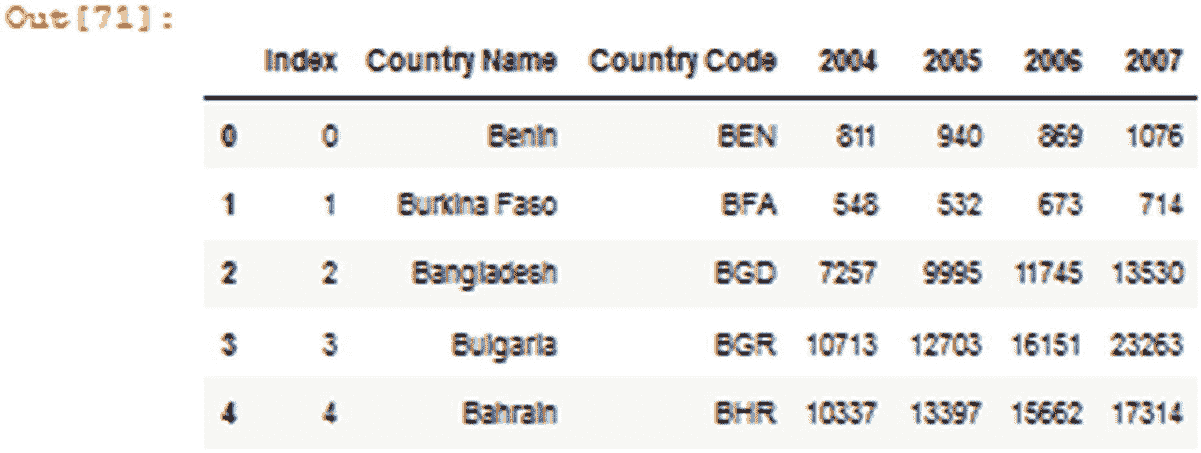 Out[71]:
Index Country Name Country Code 2004 2005 2006 2007
0 0 Benin BEN 811 940 869 1076
1 1 Burkina Faso BFA 548 532 673 714
2 2 Bangladesh BGD 7257 9995 11745 13530
3 3 Bulgaria BGR 10713 12703 16151 23263
4 4 Bahrain BHR 10337 13397 15662 17314